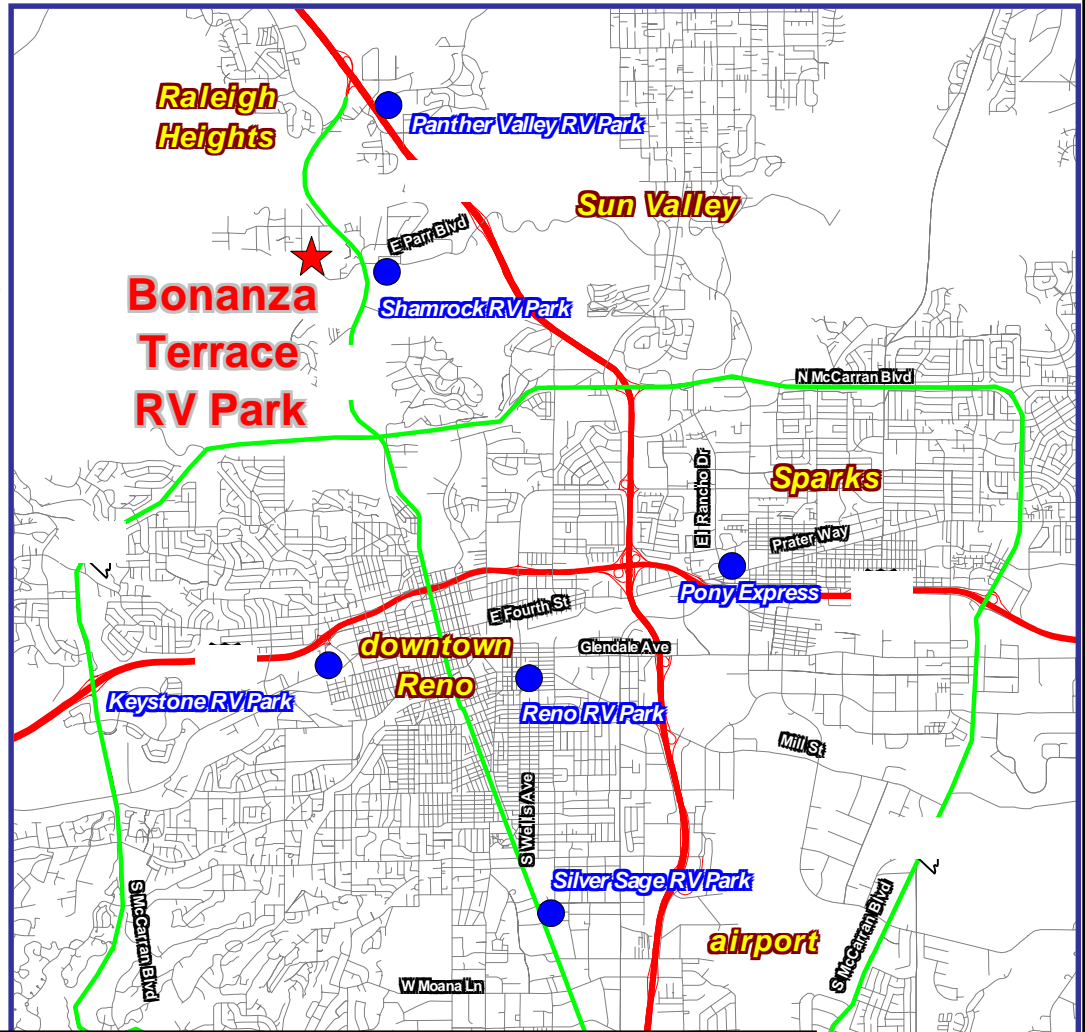 Raleigh
Heights
Panther Valley RV Park
Sun Valley
E Parr Blvd
Bonanza
Terrace
RV Park
Shamrock RV Park
N McCarran Blvd
El Rancho Dr
Sparks
Prater Way
Pony Express
E Fourth St
downtown
Reno
Glendale Ave
Keystone RV Park
Reno RV Park
Mill St
S Wells Ave
Silver Sage RV Park
S McCarran Blvd
S McCarran Blvd
airport
W Moana Ln